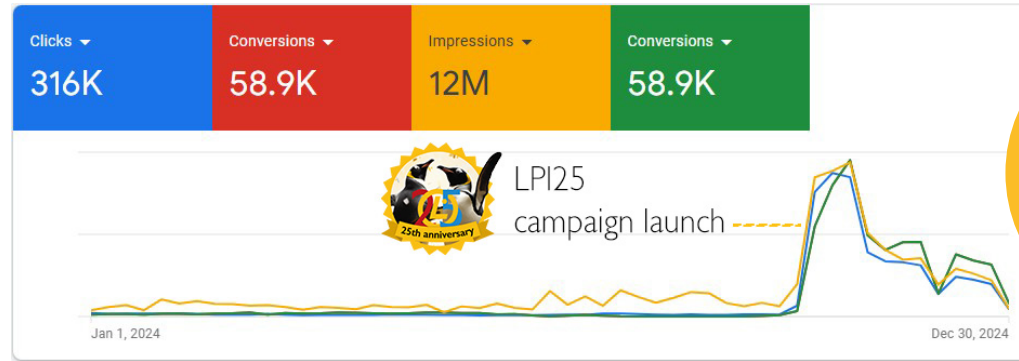 Clicks
Conversions
Impressions
Conversions
316K
58.9K
12M
58.9K
LPI25
campaign launch
25
25th anniversary
Jan 1, 2024
Dec 30, 2024